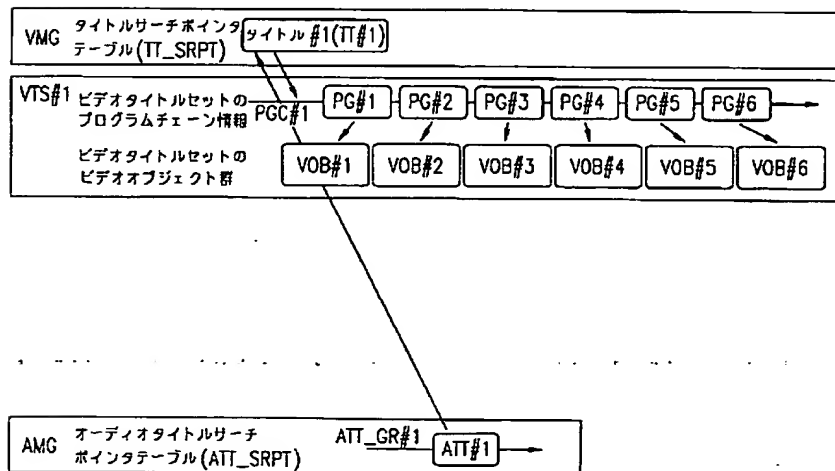 VMG タイトルサーチポインタ
テーブル(TT_SRPT)
タイトル #1(TT#1)
VTS#1 ビデオタイトルセットの
プログラムチェーン情報
PGC#1
PG#1 PG#2 PG#3 PG#4 PG#5 PG#6
ビデオタイトルセットの
ビデオオブジェクト群
VOB#1 VOB#2 VOB#3 VOB#4 VOB#5 VOB#6
AMG オーディオタイトルサーチ
ポインタテーブル(ATT_SRPT)
ATT_GR#1
ATT#1